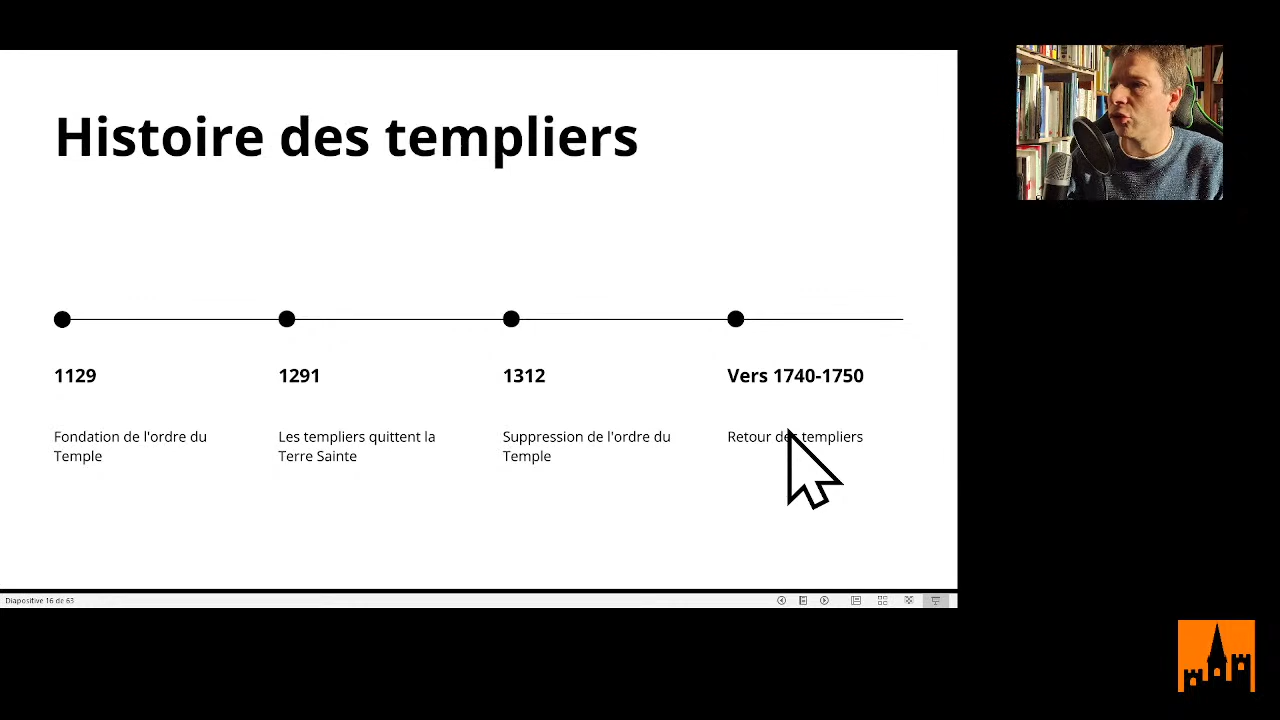 Histoire des templiers
1129
1291
1312
Vers 1740-1750
Fondation de l'ordre du
Temple
Les templiers quittent la
Terre Sainte
Suppression de l'ordre du
Temple
Retour des templiers
Diapositive 16 de 63